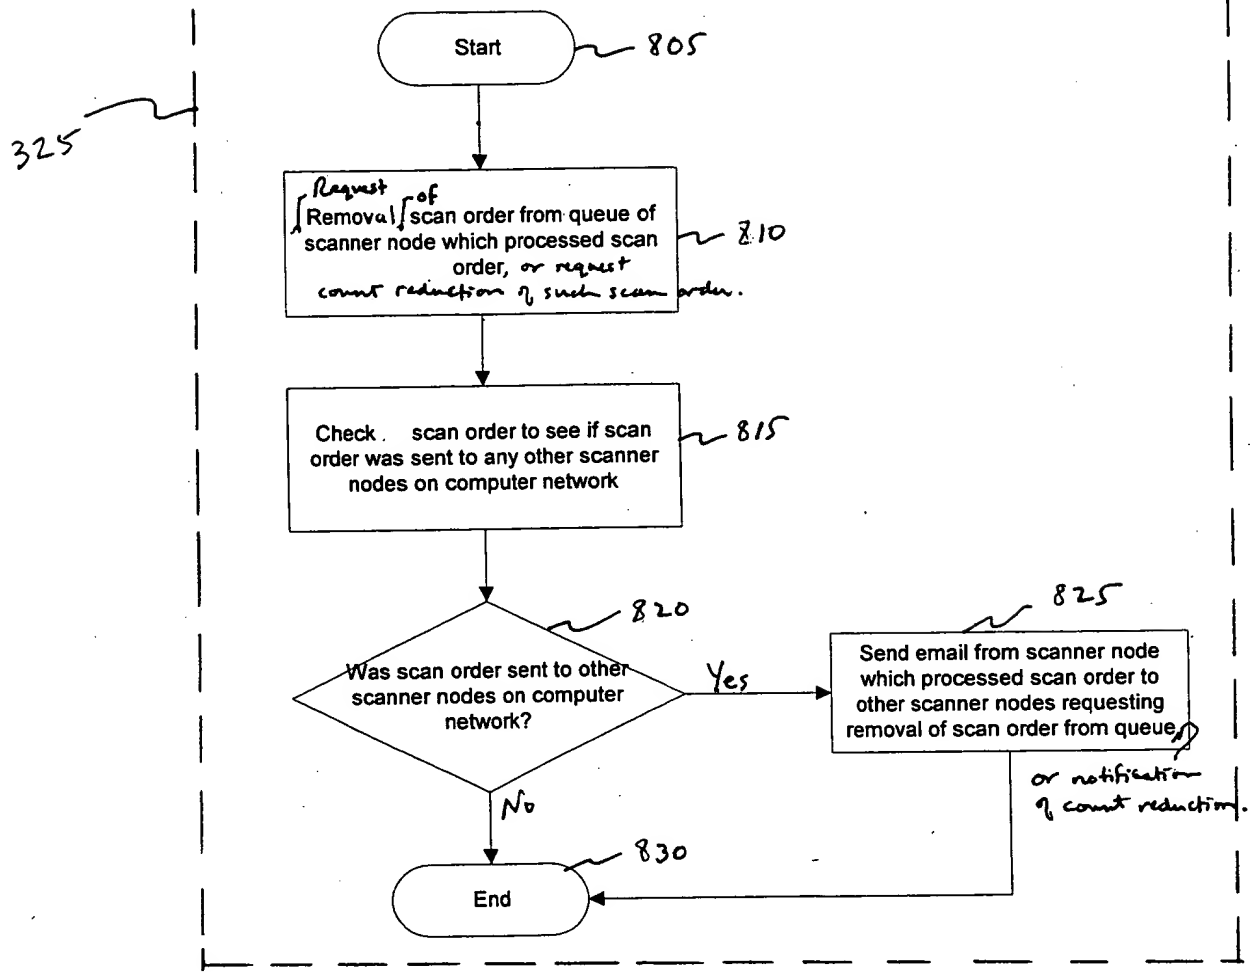 Start
805
325
Request
Removal of scan order from queue of
scanner node which processed scan
order, or request
count reduction of such scan order.
810
Check . scan order to see if scan
order was sent to any other scanner
nodes on computer network
815
820
Was scan order sent to other
scanner nodes on computer
network?
Yes
825
Send email from scanner node
which processed scan order to
other scanner nodes requesting
removal of scan order from queue
or notification
of count reduction.
No
830
End